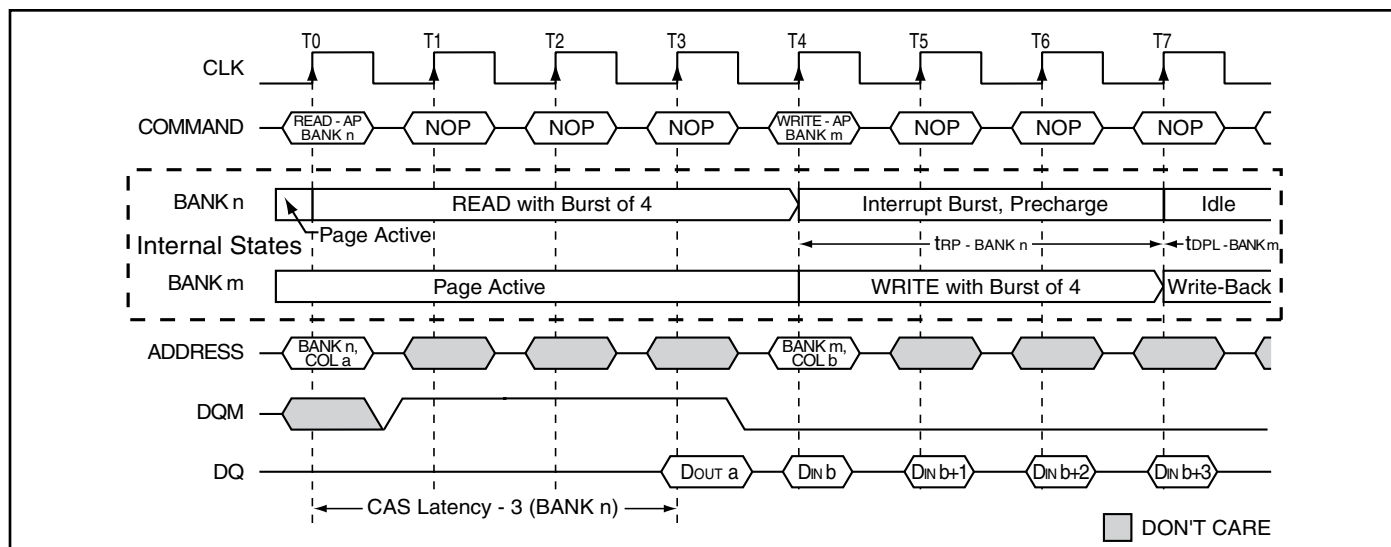 T0 T1 T2 T3 T4 T5 T6 T7
CLK
COMMAND READ - AP BANK n NOP NOP NOP WRITE - AP BANK m NOP NOP NOP
BANK n READ with Burst of 4 Interrupt Burst, Precharge Idle
Internal States Page Active tRP - BANK n tDPL - BANK m
BANK m Page Active WRITE with Burst of 4 Write-Back
ADDRESS BANK n, COL a BANK m, COL b
DQM
DQ DOUT a DIN b DIN b+1 DIN b+2 DIN b+3
CAS Latency - 3 (BANK n)
DON'T CARE